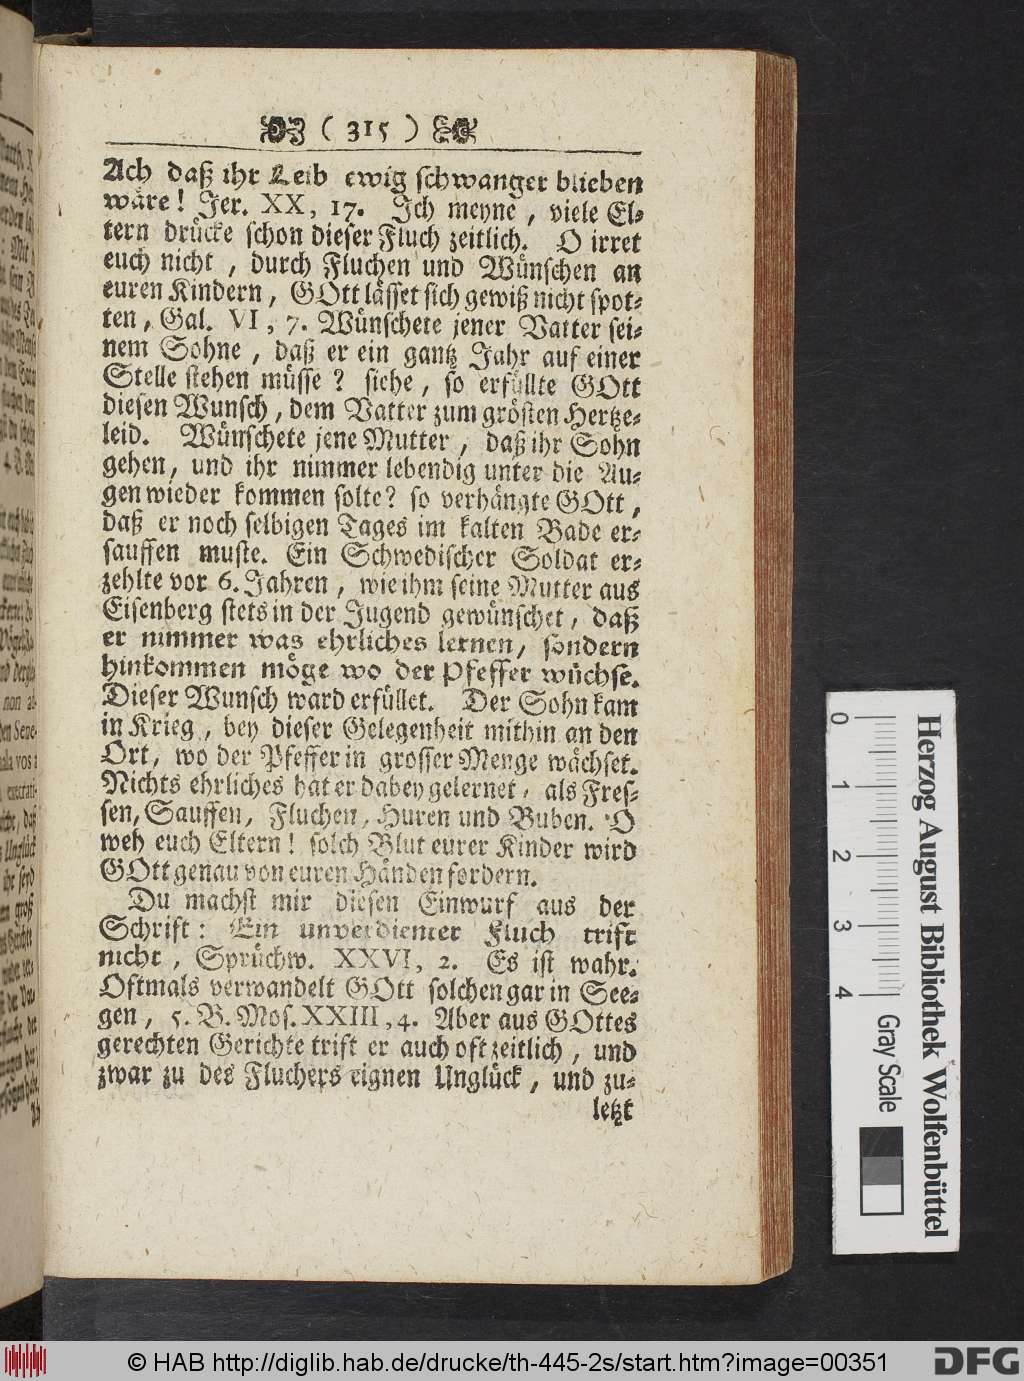 ( 315 )
Ach daß ihr Leib ewig schwanger blieben
wäre! Jer. XX, 17. Ich meyne, viele El-
tern drücke schon dieser Fluch zeitlich. O irret
euch nicht, durch Fluchen und Wünschen an
euren Kindern, GOtt lässet sich gewiß nicht spot-
ten, Gal. VI, 7. Wünschete jener Vatter sei-
nem Sohne, daß er ein gantz Jahr auf einer
Stelle stehen müsse? siehe, so erfüllte GOtt
diesen Wunsch, dem Vatter zum grösten Hertze-
leid. Wünschete jene Mutter, daß ihr Sohn
gehen, und ihr nimmer lebendig unter die Au-
gen wieder kommen solte? so verhängte GOtt,
daß er noch selbigen Tages im kalten Bade er-
sauffen muste. Ein Schwedischer Soldat er-
zehlte vor 6. Jahren, wie ihm seine Mutter aus
Eisenberg stets in der Jugend gewünschet, daß
er nimmer was ehrliches lernen, sondern
hinkommen möge wo der Pfeffer wüchse.
Dieser Wunsch ward erfüllet. Der Sohn kam
in Krieg, bey dieser Gelegenheit mithin an den
Ort, wo der Pfeffer in grosser Menge wächset.
Nichts ehrliches hat er dabey gelernet, als Fres-
sen, Sauffen, Fluchen, Huren und Buben. O
weh euch Eltern! solch Blut eurer Kinder wird
GOtt genau von euren Händen fordern.
Du machst mir diesen Einwurf aus der
Schrift: Ein unverdienter Fluch trift
nicht, Sprüchw. XXVI, 2. Es ist wahr.
Oftmals verwandelt GOtt solchen gar in See-
gen, 5. B. Mos. XXIII, 4. Aber aus GOttes
gerechten Gerichte trift er auch oft zeitlich, und
zwar zu des Fluchers eignen Unglück, und zu-
letzt
0 1 2 3 4
Gray Scale
Herzog August Bibliothek Wolfenbüttel
© HAB http://diglib.hab.de/drucke/th-445-2s/start.htm?image=00351
DFG